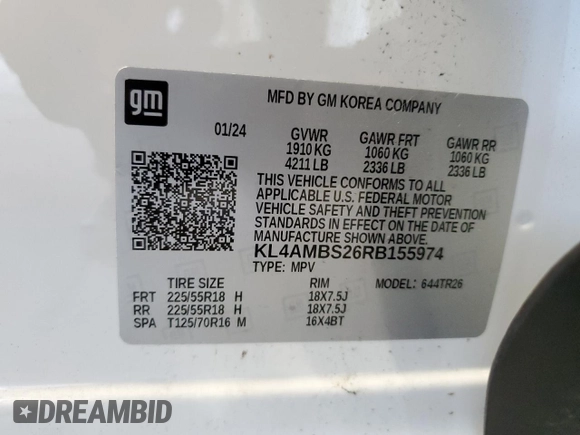 gm
MFD BY GM KOREA COMPANY
01/24 GVWR GAWR FRT GAWR RR
1910 KG 1060 KG 1060 KG
4211 LB 2336 LB 2336 LB
THIS VEHICLE CONFORMS TO ALL
APPLICABLE U.S. FEDERAL MOTOR
VEHICLE SAFETY AND THEFT PREVENTION
STANDARDS IN EFFECT ON THE DATE OF
MANUFACTURE SHOWN ABOVE.
KL4AMBS26RB155974
TYPE: MPV MODEL: 644TR26
TIRE SIZE RIM
FRT 225/55R18 H 18X7.5J
RR 225/55R18 H 18X7.5J
SPA T125/70R16 M 16X4BT
DREAMBID